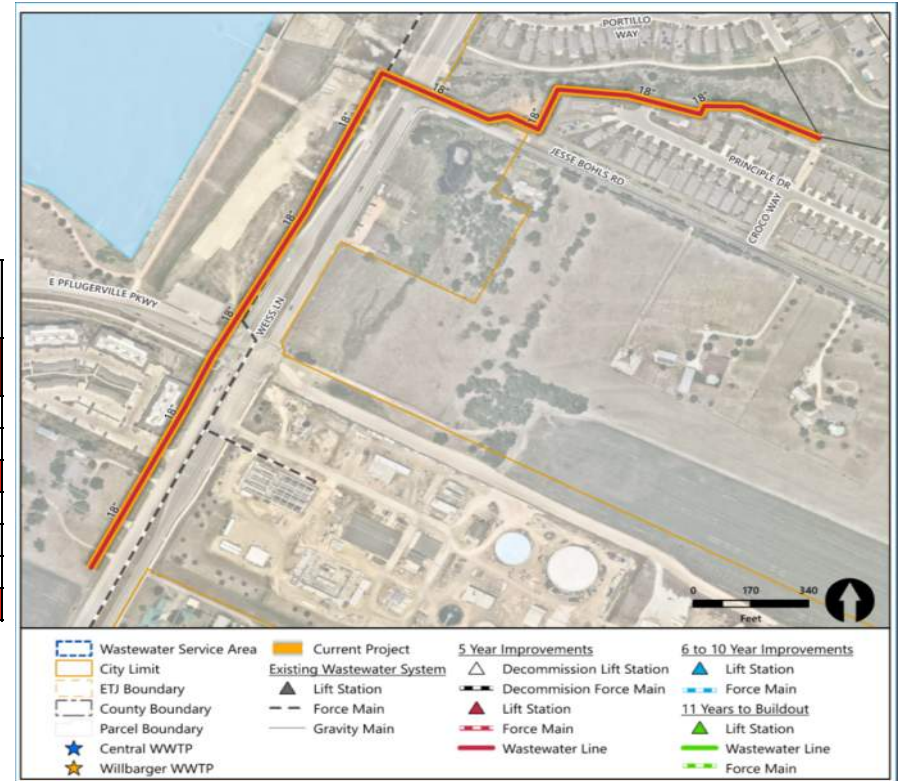 PORTILLO
WAY
18"
18"
18"
18"
18"
18"
JESSE BOHLS RD
PRINCIPLE DR
CROCO WAY
18"
E PFLUGERVILLE PKWY
WEISS LN
18"
18"
18"
0 170 340
Feet
Wastewater Service Area
City Limit
ETJ Boundary
County Boundary
Parcel Boundary
Central WWTP
Willbarger WWTP
Current Project
Existing Wastewater System
Lift Station
Force Main
Gravity Main
5 Year Improvements
Decommission Lift Station
Decommision Force Main
Lift Station
Force Main
Wastewater Line
6 to 10 Year Improvements
Lift Station
Force Main
11 Years to Buildout
Lift Station
Wastewater Line
Force Main